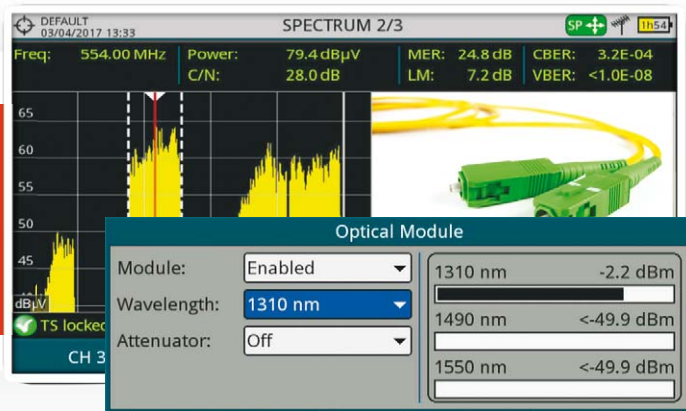 DEFAULT
03/04/2017 13:33
SPECTRUM 2/3
SP
1h54
Freq: 554.00 MHz Power: 79.4 dBµV MER: 24.8 dB CBER: 3.2E-04
C/N: 28.0 dB LM: 7.2 dB VBER: <1.0E-08
65
60
55
50
45
dBµV
TS locked
CH 3
Optical Module
Module: Enabled
Wavelength: 1310 nm
Attenuator: Off
1310 nm -2.2 dBm
1490 nm <-49.9 dBm
1550 nm <-49.9 dBm